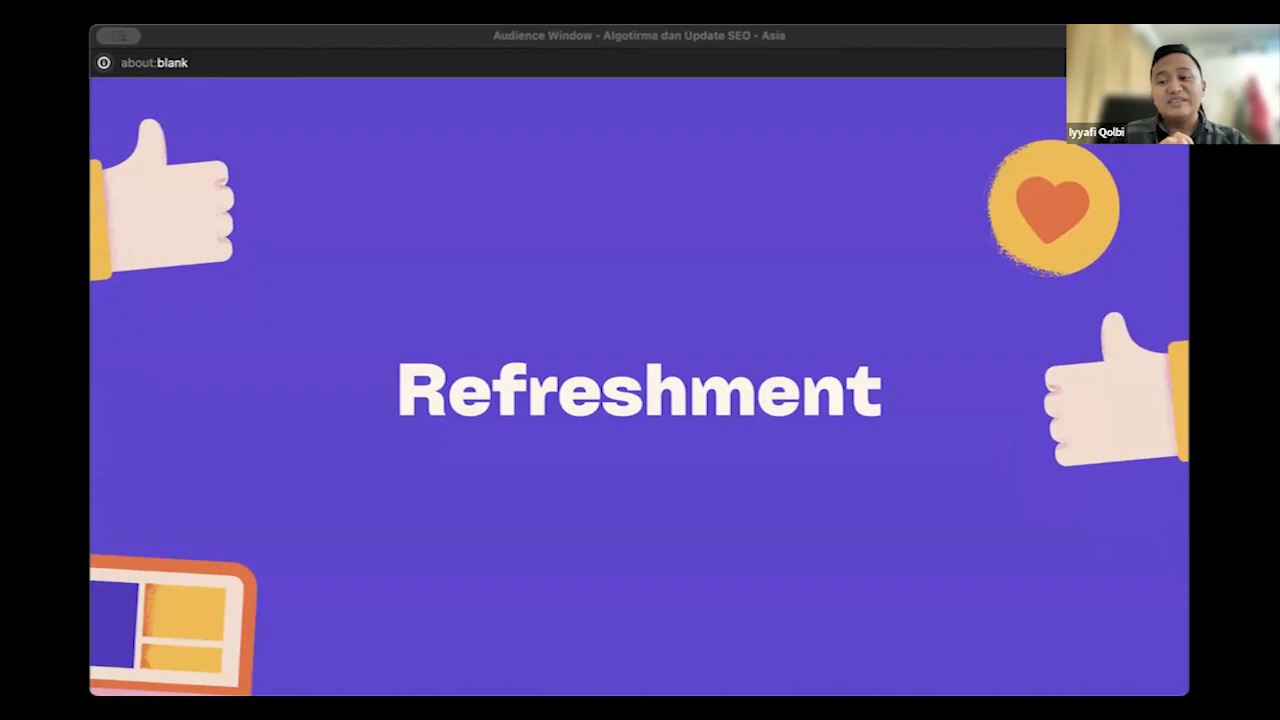 Audience Window - Algotirma dan Update SEO - Asia
about:blank
Iyyafi Qolbi
Refreshment